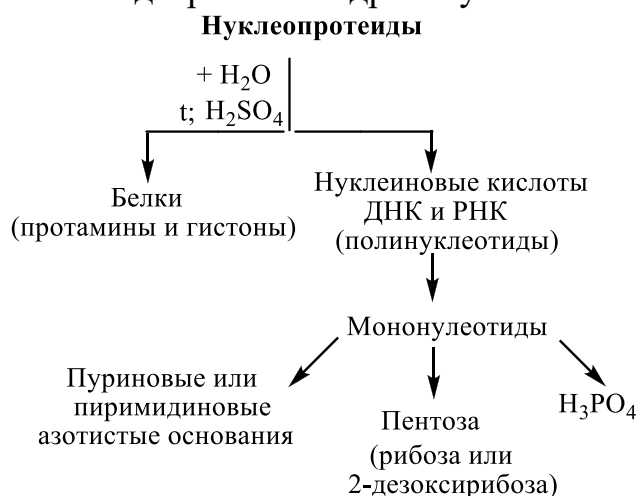 Нуклеопротеиды
+ H2O
t; H2SO4
Белки
(протамины и гистоны)
Нуклеиновые кислоты
ДНК и РНК
(полинуклеотиды)
Мононулеотиды
Пуриновые или
пиримидиновые
азотистые основания
Пентоза
(рибоза или
2-дезоксирибоза)
H3PO4